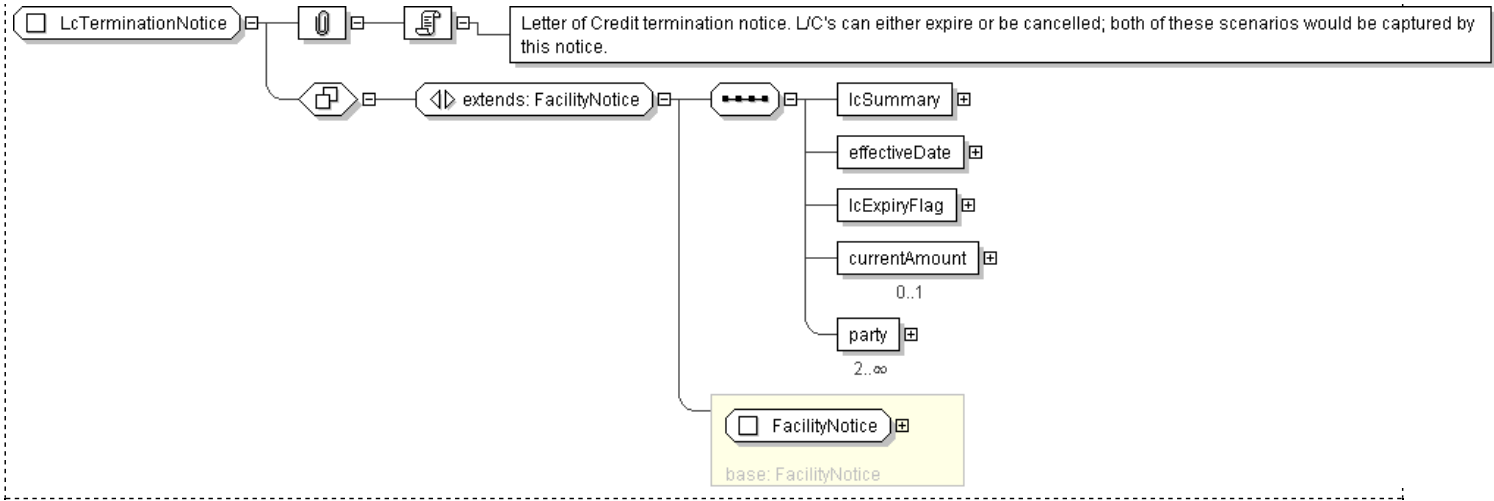 LcTerminationNotice
Letter of Credit termination notice. L/C's can either expire or be cancelled; both of these scenarios would be captured by
this notice.
extends: FacilityNotice
lcSummary
effectiveDate
lcExpiryFlag
currentAmount
0..1
party
2..∞
FacilityNotice
base: FacilityNotice